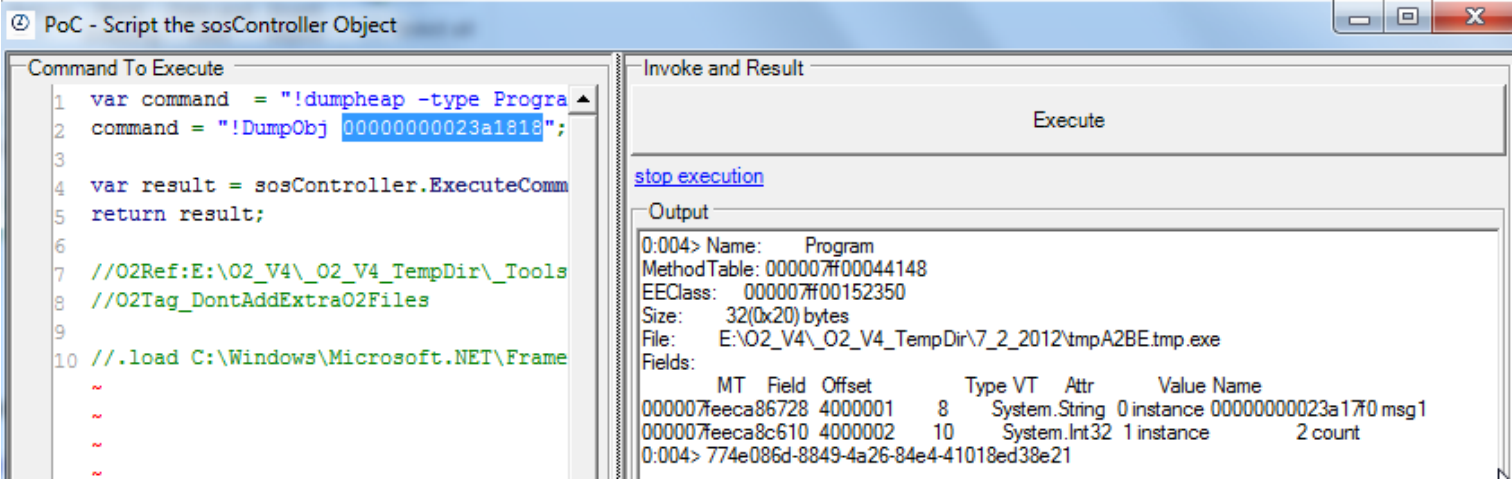 PoC - Script the sosController Object
Command To Execute
1 var command = "!dumpheap -type Progra
2 command = "!DumpObj 00000000023a1818";
3
4 var result = sosController.ExecuteComm
5 return result;
6
7 //O2Ref:E:\O2_V4\_O2_V4_TempDir\_Tools
8 //O2Tag_DontAddExtraO2Files
9
10 //.load C:\Windows\Microsoft.NET\Frame
~
~
~
~
Invoke and Result
Execute
stop execution
Output
0:004> Name: Program
MethodTable: 000007ff00044148
EEClass: 000007ff00152350
Size: 32(0x20) bytes
File: E:\O2_V4\_O2_V4_TempDir\7_2_2012\tmpA2BE.tmp.exe
Fields:
MT Field Offset Type VT Attr Value Name
000007feeca86728 4000001 8 System.String 0 instance 00000000023a17f0 msg1
000007feeca8c610 4000002 10 System.Int32 1 instance 2 count
0:004> 774e086d-8849-4a26-84e4-41018ed38e21